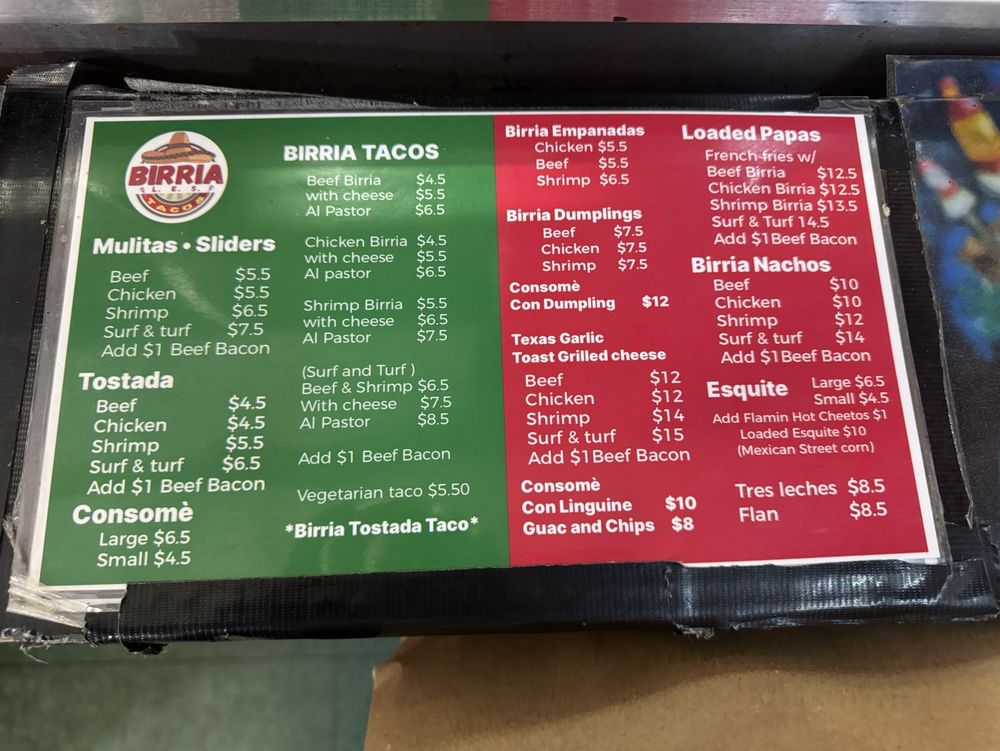 BIRRIA
L.E.S.
TACOS
Mulitas • Sliders
Beef $5.5
Chicken $5.5
Shrimp $6.5
Surf & turf $7.5
Add $1 Beef Bacon
Tostada
Beef $4.5
Chicken $4.5
Shrimp $5.5
Surf & turf $6.5
Add $1 Beef Bacon
Consomè
Large $6.5
Small $4.5
BIRRIA TACOS
Beef Birria $4.5
with cheese $5.5
Al Pastor $6.5
Chicken Birria $4.5
with cheese $5.5
Al pastor $6.5
Shrimp Birria $5.5
with cheese $6.5
Al Pastor $7.5
(Surf and Turf )
Beef & Shrimp $6.5
With cheese $7.5
Al Pastor $8.5
Add $1 Beef Bacon
Vegetarian taco $5.50
*Birria Tostada Taco*
Birria Empanadas
Chicken $5.5
Beef $5.5
Shrimp $6.5
Birria Dumplings
Beef $7.5
Chicken $7.5
Shrimp $7.5
Consomè
Con Dumpling $12
Texas Garlic
Toast Grilled cheese
Beef $12
Chicken $12
Shrimp $14
Surf & turf $15
Add $1Beef Bacon
Consomè
Con Linguine $10
Guac and Chips $8
Loaded Papas
French fries w/
Beef Birria $12.5
Chicken Birria $12.5
Shrimp Birria $13.5
Surf & Turf 14.5
Add $1Beef Bacon
Birria Nachos
Beef $10
Chicken $10
Shrimp $12
Surf & turf $14
Add $1Beef Bacon
Esquite Large $6.5
Small $4.5
Add Flamin Hot Cheetos $1
Loaded Esquite $10
(Mexican Street corn)
Tres leches $8.5
Flan $8.5